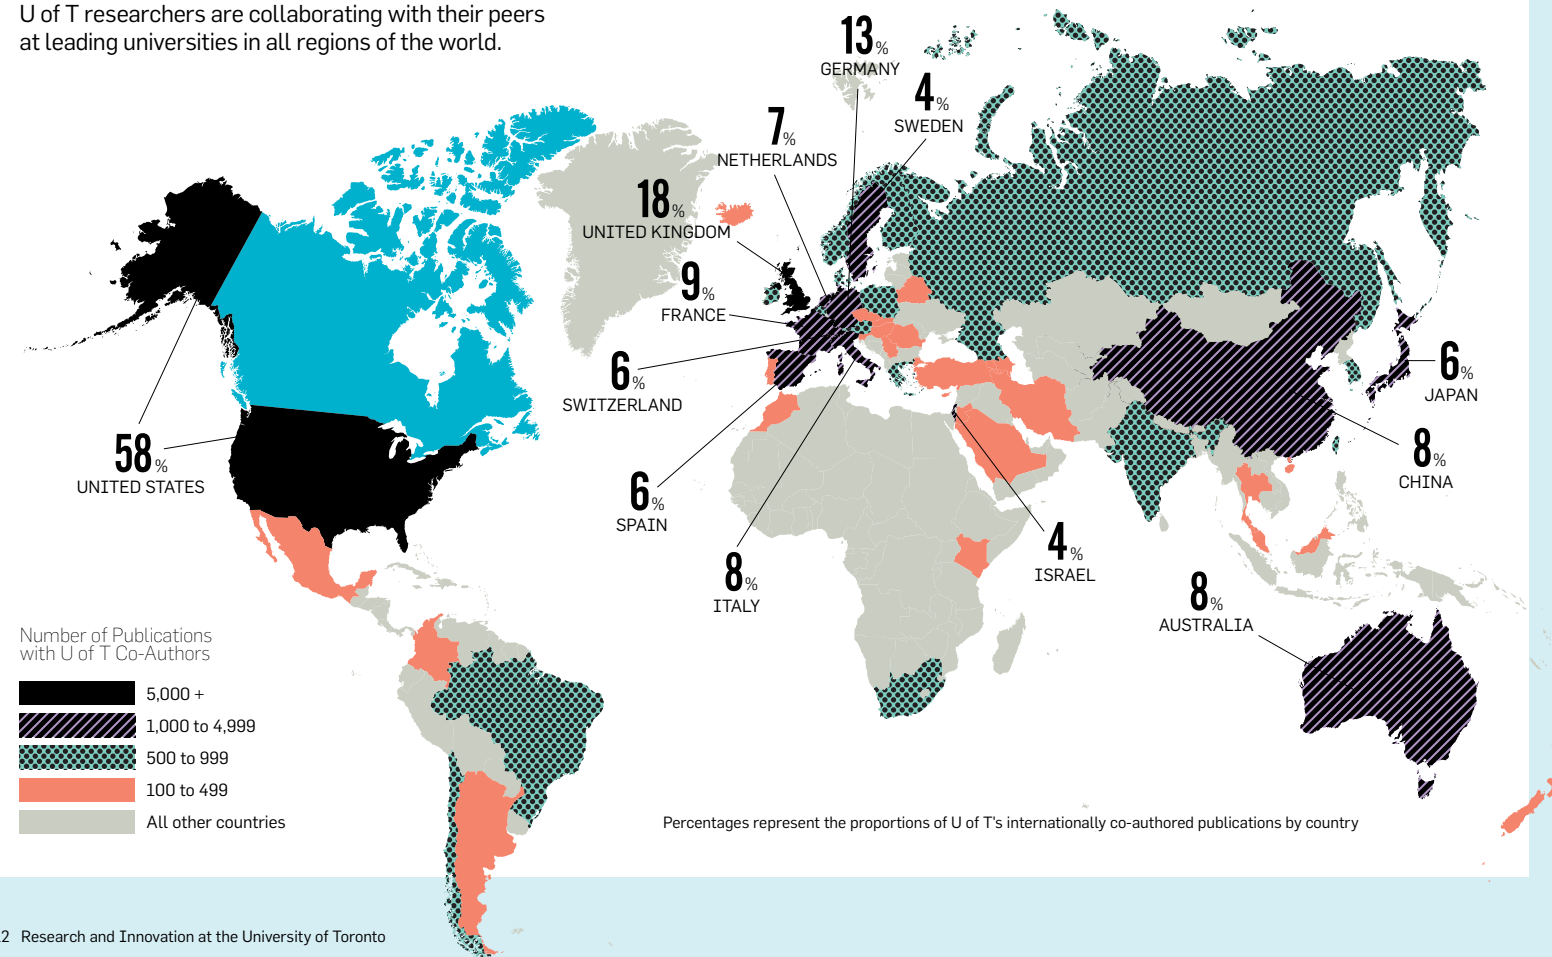 U of T researchers are collaborating with their peers
at leading universities in all regions of the world.
13%
GERMANY
4%
SWEDEN
7%
NETHERLANDS
18%
UNITED KINGDOM
9%
FRANCE
6%
SWITZERLAND
6%
JAPAN
58%
UNITED STATES
8%
CHINA
6%
SPAIN
4%
ISRAEL
8%
ITALY
8%
AUSTRALIA
Number of Publications
with U of T Co-Authors
5,000 +
1,000 to 4,999
500 to 999
100 to 499
All other countries
Percentages represent the proportions of U of T's internationally co-authored publications by country
2 Research and Innovation at the University of Toronto